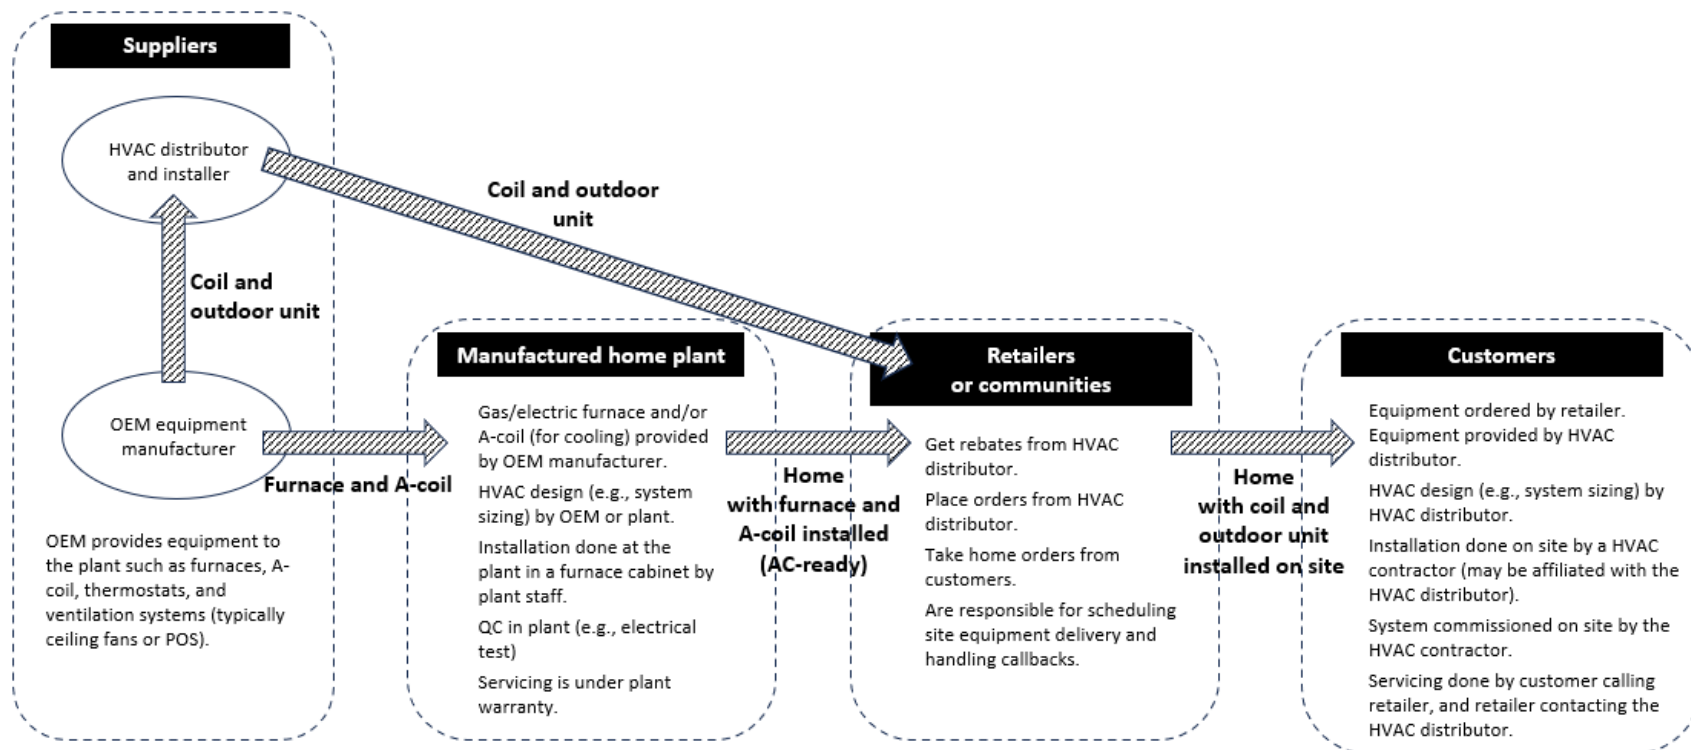 Suppliers
HVAC distributor
and installer
Coil and outdoor
unit
Coil and
outdoor unit
OEM equipment
manufacturer
Furnace and A-coil
OEM provides equipment to
the plant such as furnaces, A-
coil, thermostats, and
ventilation systems (typically
ceiling fans or POS).
Manufactured home plant
Gas/electric furnace and/or
A-coil (for cooling) provided
by OEM manufacturer.
HVAC design (e.g., system
sizing) by OEM or plant.
Installation done at the
plant in a furnace cabinet by
plant staff.
QC in plant (e.g., electrical
test)
Servicing is under plant
warranty.
Home
with furnace and
A-coil installed
(AC-ready)
Retailers
or communities
Get rebates from HVAC
distributor.
Place orders from HVAC
distributor.
Take home orders from
customers.
Are responsible for scheduling
site equipment delivery and
handling callbacks.
Home
with coil and
outdoor unit
installed on site
Customers
Equipment ordered by retailer.
Equipment provided by HVAC
distributor.
HVAC design (e.g., system sizing) by
HVAC distributor.
Installation done on site by a HVAC
contractor (may be affiliated with the
HVAC distributor).
System commissioned on site by the
HVAC contractor.
Servicing done by customer calling
retailer, and retailer contacting the
HVAC distributor.